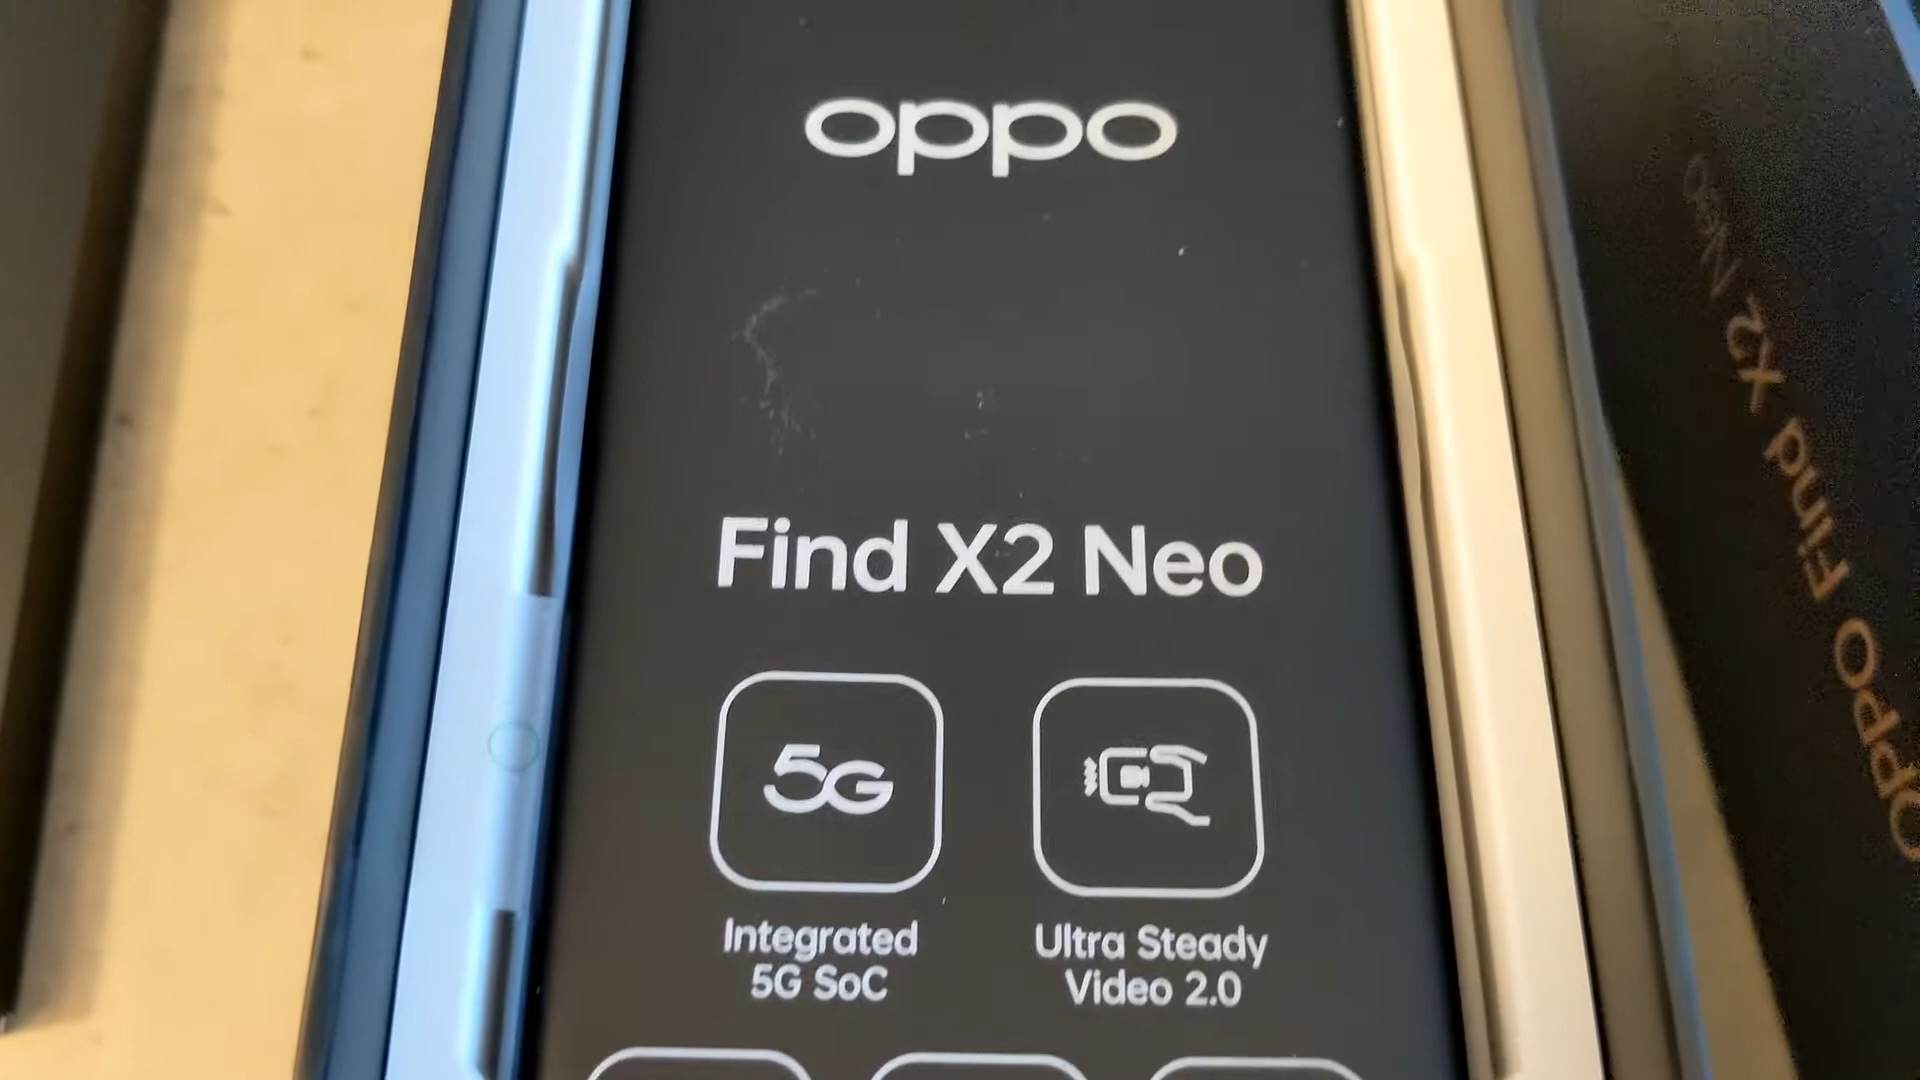 oppo
Find X2 Neo
5G
Integrated
5G SoC
Ultra Steady
Video 2.0
oppo Find X2 Neo